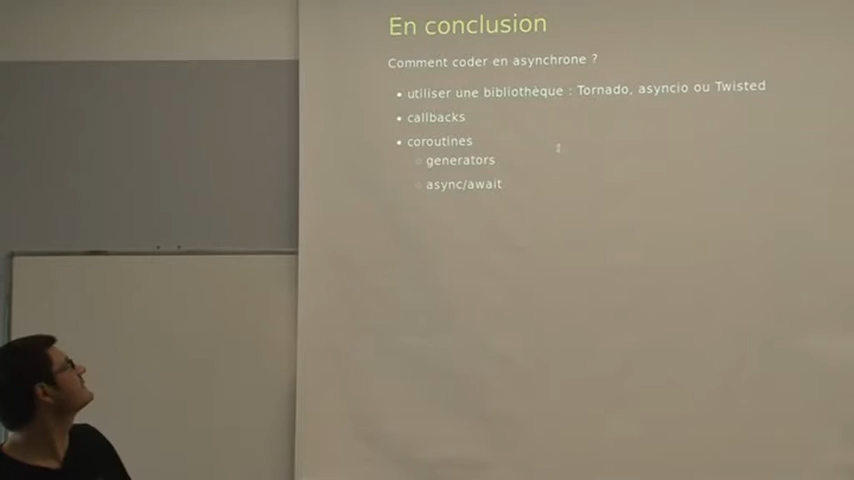 En conclusion
Comment coder en asynchrone ?
utiliser une bibliothèque : Tornado, asyncio ou Twisted
callbacks
coroutines
generators
async/await